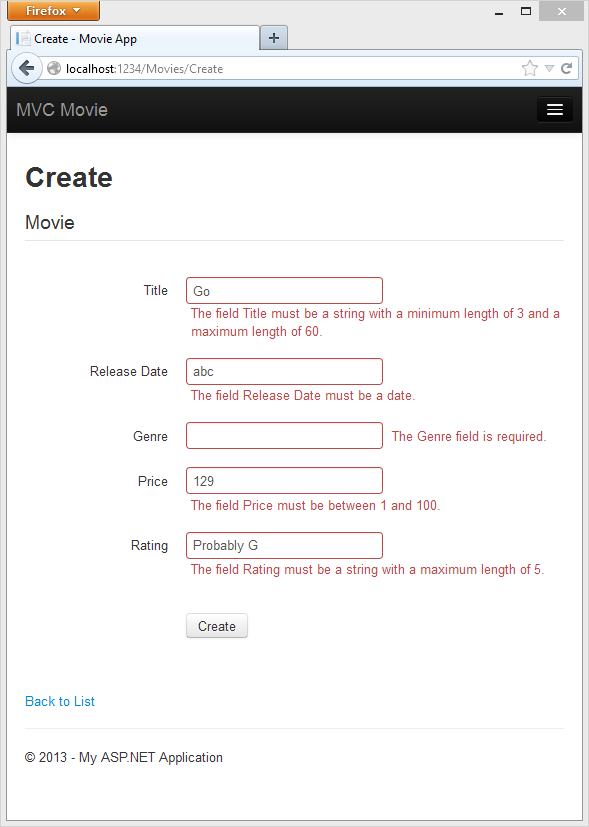 Firefox
Create - Movie App
localhost:1234/Movies/Create
MVC Movie
Create
Movie
Title
Go
The field Title must be a string with a minimum length of 3 and a
maximum length of 60.
Release Date
abc
The field Release Date must be a date.
Genre
The Genre field is required.
Price
129
The field Price must be between 1 and 100.
Rating
Probably G
The field Rating must be a string with a maximum length of 5.
Create
Back to List
© 2013 - My ASP.NET Application